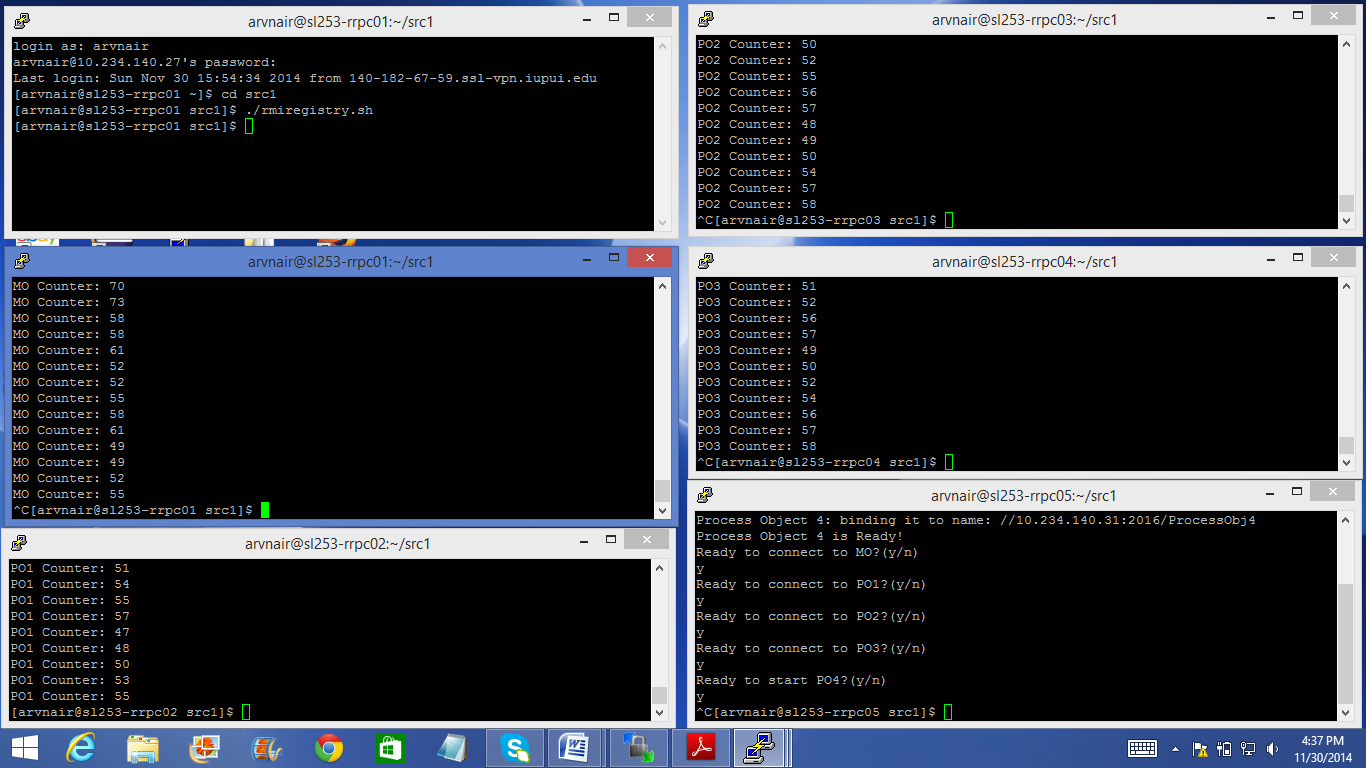 arvnair@sl253-rrpc01:~/src1
login as: arvnair
arvnair@10.234.140.27's password:
Last login: Sun Nov 30 15:54:34 2014 from 140-182-67-59.ssl-vpn.iupui.edu
[arvnair@sl253-rrpc01 ~]$ cd src1
[arvnair@sl253-rrpc01 src1]$ ./rmiregistry.sh
[arvnair@sl253-rrpc01 src1]$
arvnair@sl253-rrpc01:~/src1
MO Counter: 70
MO Counter: 73
MO Counter: 58
MO Counter: 58
MO Counter: 61
MO Counter: 52
MO Counter: 52
MO Counter: 55
MO Counter: 58
MO Counter: 61
MO Counter: 49
MO Counter: 49
MO Counter: 52
MO Counter: 55
^C[arvnair@sl253-rrpc01 src1]$
arvnair@sl253-rrpc02:~/src1
PO1 Counter: 51
PO1 Counter: 54
PO1 Counter: 55
PO1 Counter: 57
PO1 Counter: 47
PO1 Counter: 48
PO1 Counter: 50
PO1 Counter: 53
PO1 Counter: 55
[arvnair@sl253-rrpc02 src1]$
arvnair@sl253-rrpc03:~/src1
PO2 Counter: 50
PO2 Counter: 52
PO2 Counter: 55
PO2 Counter: 56
PO2 Counter: 57
PO2 Counter: 48
PO2 Counter: 49
PO2 Counter: 50
PO2 Counter: 54
PO2 Counter: 57
PO2 Counter: 58
^C[arvnair@sl253-rrpc03 src1]$
arvnair@sl253-rrpc04:~/src1
PO3 Counter: 51
PO3 Counter: 52
PO3 Counter: 56
PO3 Counter: 57
PO3 Counter: 49
PO3 Counter: 50
PO3 Counter: 52
PO3 Counter: 54
PO3 Counter: 56
PO3 Counter: 57
PO3 Counter: 58
^C[arvnair@sl253-rrpc04 src1]$
arvnair@sl253-rrpc05:~/src1
Process Object 4: binding it to name: //10.234.140.31:2016/ProcessObj4
Process Object 4 is Ready!
Ready to connect to MO?(y/n)
y
Ready to connect to PO1?(y/n)
y
Ready to connect to PO2?(y/n)
y
Ready to connect to PO3?(y/n)
y
Ready to start PO4?(y/n)
y
^C[arvnair@sl253-rrpc05 src1]$
4:37 PM
11/30/2014